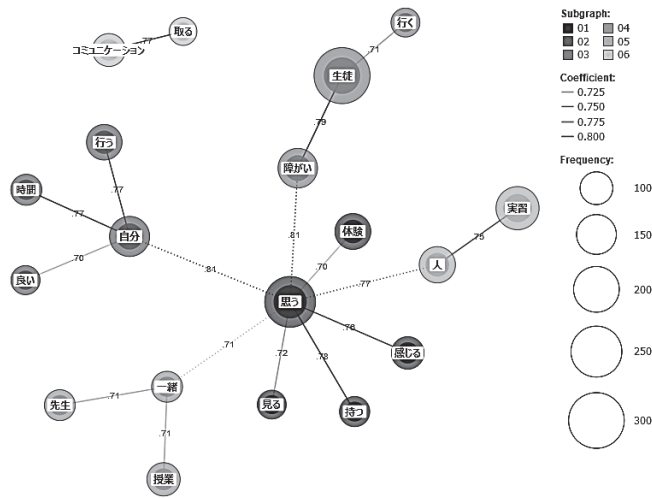 行く
取る
.77
コミュニケーション
.71
生徒
.79
障がい
行う
.77
時間
.77
自分
.70
良い
.81
.81
体験
.70
実習
.75
人
.77
思う
.76
感じる
.71
.72
.78
見る
持つ
一緒
.71
先生
.71
授業
Subgraph:
01 04
02 05
03 06
Coefficient:
0.725
0.750
0.775
0.800
Frequency:
100
150
200
250
300